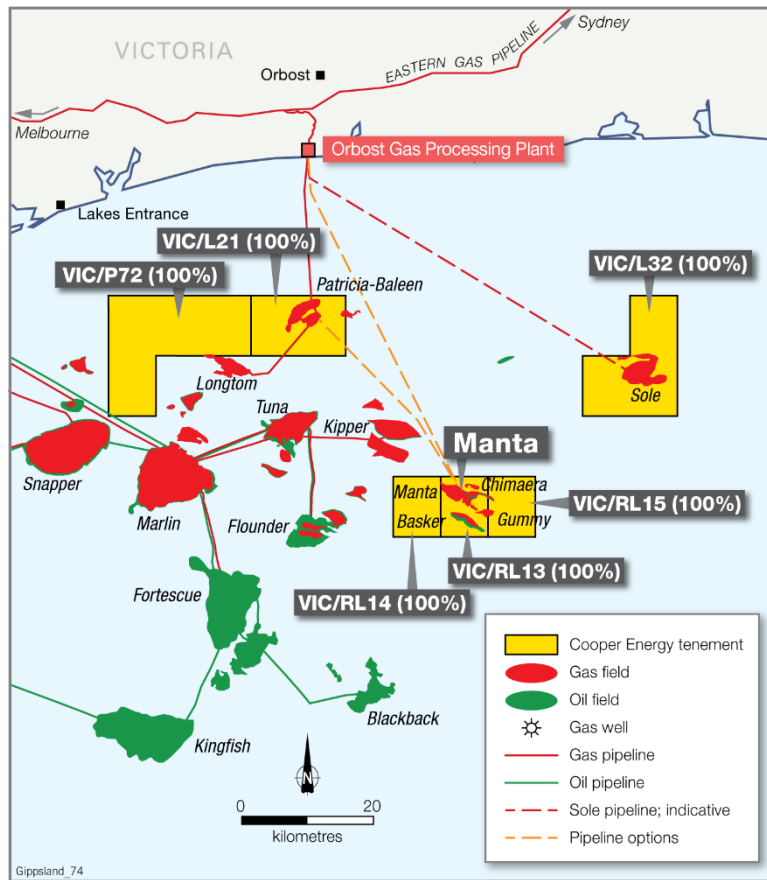 Sydney
VICTORIA
EASTERN GAS PIPELINE
Orbost
Melbourne
Orbost Gas Processing Plant
Lakes Entrance
VIC/L21 (100%)
VIC/P72 (100%)
VIC/L32 (100%)
Patricia-Baleen
Longtom
Sole
Tuna
Kipper
Manta
Snapper
Marlin
Manta
Chimaera
Flounder
Basker
Gummy
VIC/RL15 (100%)
VIC/RL13 (100%)
VIC/RL14 (100%)
Fortescue
Blackback
Kingfish
N
0
20
kilometres
Cooper Energy tenement
Gas field
Oil field
Gas well
Gas pipeline
Oil pipeline
Sole pipeline; indicative
Pipeline options
Gippsland_74